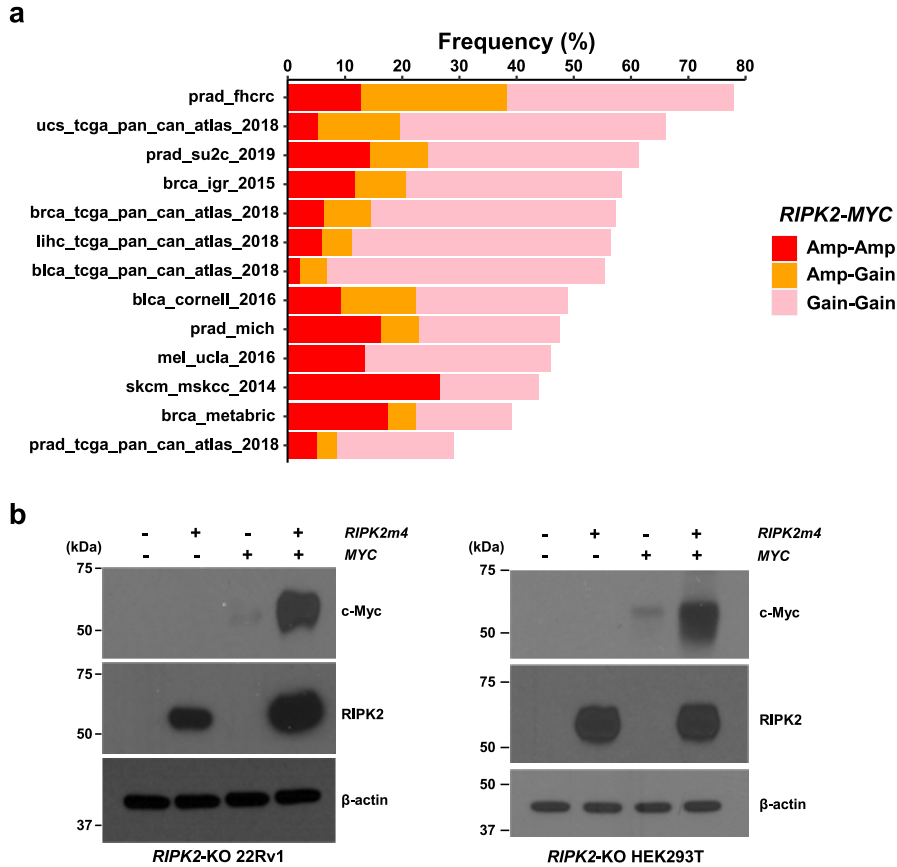 a
Frequency (%)
0 10 20 30 40 50 60 70 80
prad_fhcrc
ucs_tcga_pan_can_atlas_2018
prad_su2c_2019
brca_igr_2015
brca_tcga_pan_can_atlas_2018
lihc_tcga_pan_can_atlas_2018
blca_tcga_pan_can_atlas_2018
blca_cornell_2016
prad_mich
mel_ucla_2016
skcm_mskcc_2014
brca_metabric
prad_tcga_pan_can_atlas_2018
RIPK2-MYC
Amp-Amp
Amp-Gain
Gain-Gain
b
- + - + RIPK2m4
(kDa) - - + + MYC
75
50
c-Myc
75
50
RIPK2
37
β-actin
RIPK2-KO 22Rv1
- + - + RIPK2m4
(kDa) - - + + MYC
75
50
c-Myc
75
50
RIPK2
50
37
β-actin
RIPK2-KO HEK293T